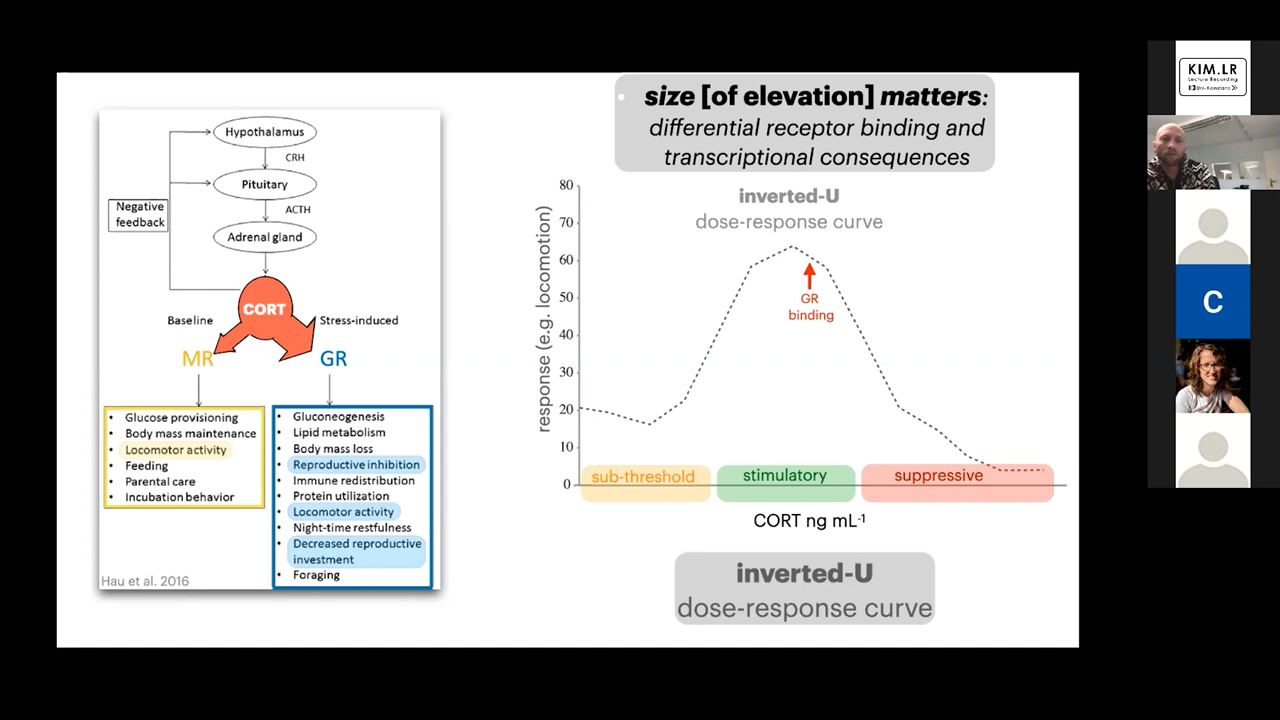 Hypothalamus
CRH
Pituitary
ACTH
Adrenal gland
Negative
feedback
CORT
Baseline
Stress-induced
MR
GR
• Glucose provisioning
• Body mass maintenance
• Locomotor activity
• Feeding
• Parental care
• Incubation behavior
• Gluconeogenesis
• Lipid metabolism
• Body mass loss
• Reproductive inhibition
• Immune redistribution
• Protein utilization
• Locomotor activity
• Night-time restfulness
• Decreased reproductive
investment
• Foraging
Hau et al. 2016
• size [of elevation] matters:
differential receptor binding and
transcriptional consequences
inverted-U
dose-response curve
response (e.g. locomotion)
80
70
60
50
40
30
20
10
0
GR
binding
sub-threshold
stimulatory
suppressive
CORT ng mL-1
inverted-U
dose-response curve
KIM.LR
Lecture Recording
Uni-Konstanz
C